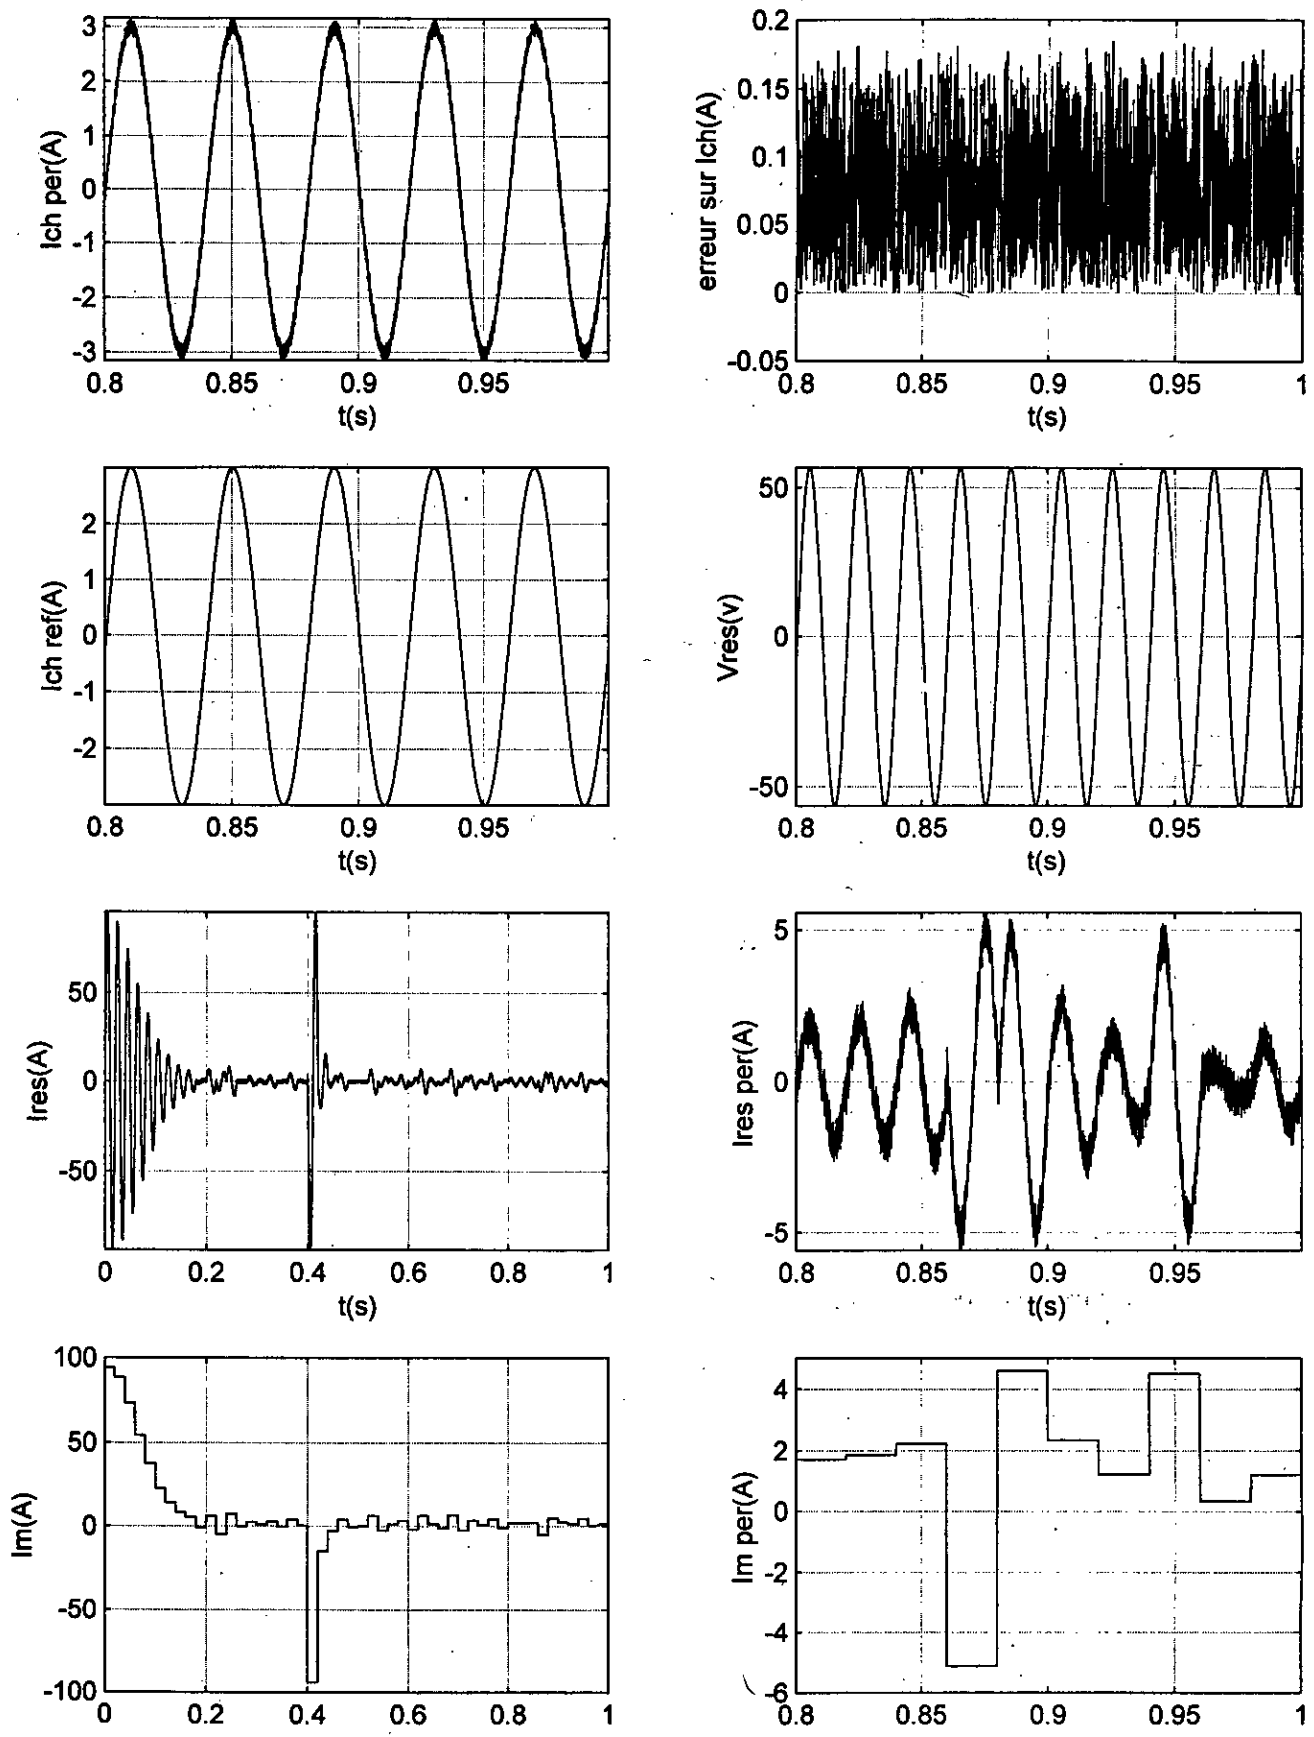 3
2
1
0
-1
-2
-3
Ich per(A)
0.8 0.85 0.9 0.95
t(s)
0.2
0.15
0.1
0.05
0
-0.05
erreur sur Ich(A)
0.8 0.85 0.9 0.95 1
t(s)
2
1
0
-1
-2
Ich ref(A)
0.8 0.85 0.9 0.95
t(s)
50
0
-50
Vres(v)
0.8 0.85 0.9 0.95
t(s)
50
0
-50
Ires(A)
0 0.2 0.4 0.6 0.8 1
t(s)
5
0
-5
Ires per(A)
0.8 0.85 0.9 0.95
t(s)
100
50
0
-50
-100
Im(A)
0 0.2 0.4 0.6 0.8 1
4
2
0
-2
-4
-6
Im per(A)
0.8 0.85 0.9 0.95 1